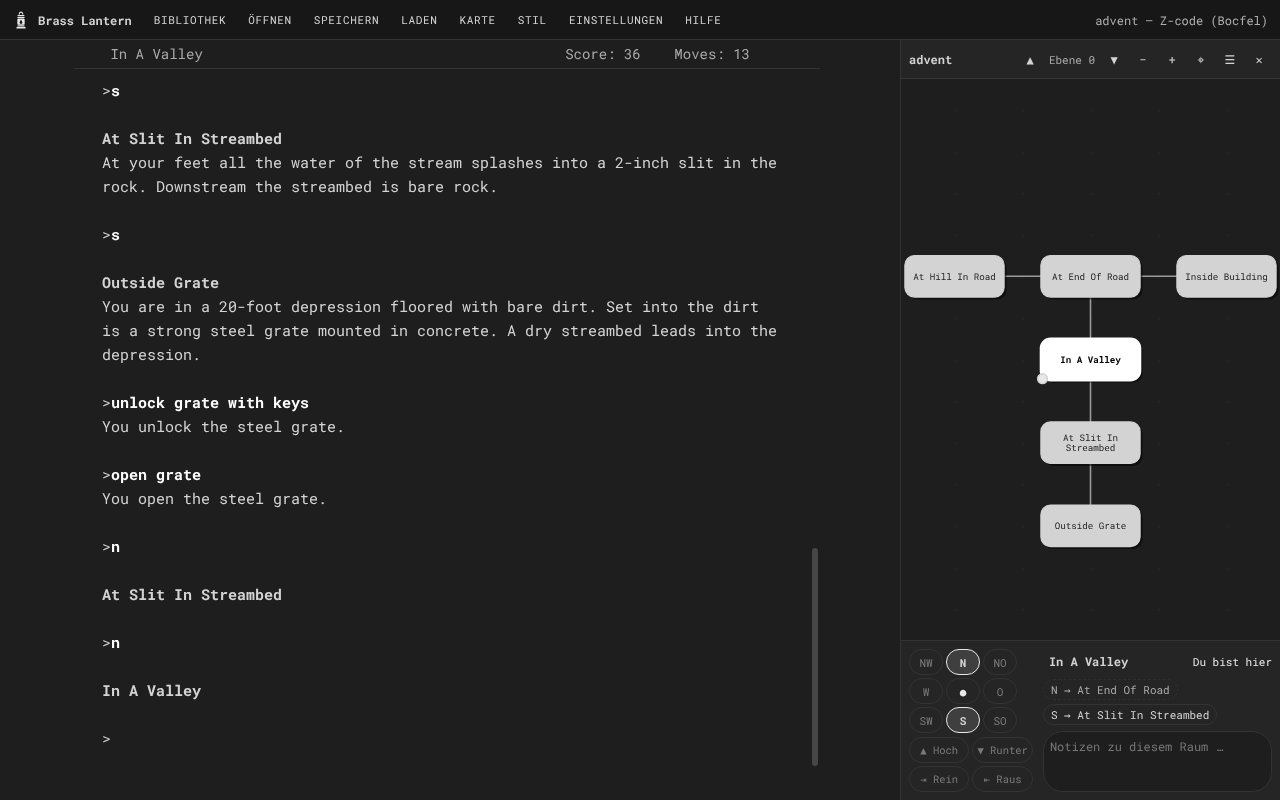 Brass Lantern BIBLIOTHEK ÖFFNEN SPEICHERN LADEN KARTE STIL EINSTELLUNGEN HILFE advent — Z-code (Bocfel)
In A Valley Score: 36 Moves: 13
>s
At Slit In Streambed
At your feet all the water of the stream splashes into a 2-inch slit in the
rock. Downstream the streambed is bare rock.
>s
Outside Grate
You are in a 20-foot depression floored with bare dirt. Set into the dirt
is a strong steel grate mounted in concrete. A dry streambed leads into the
depression.
>unlock grate with keys
You unlock the steel grate.
>open grate
You open the steel grate.
>n
At Slit In Streambed
>n
In A Valley
>
advent ▲ Ebene 0 ▼ − + ⌖ ☰ ×
At Hill In Road At End Of Road Inside Building
In A Valley
At Slit In
Streambed
Outside Grate
NW N NO
W ● O
SW S SO
▲ Hoch ▼ Runter
⇥ Rein ⇤ Raus
In A Valley Du bist hier
N → At End Of Road
S → At Slit In Streambed
Notizen zu diesem Raum …